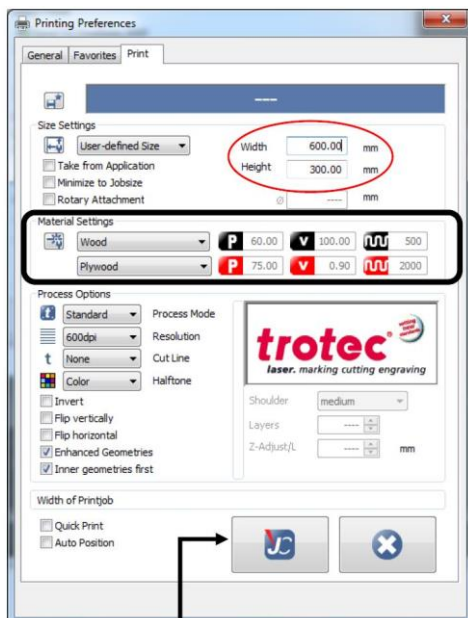 Printing Preferences
General Favorites Print
---
Size Settings
User-defined Size Width 600.00 mm
Take from Application Height 300.00 mm
Minimize to Jobsize
Rotary Attachment ø ---- mm
Material Settings
Wood P 60.00 v 100.00 500
Plywood P 75.00 v 0.90 2000
Process Options
Standard Process Mode
600dpi Resolution
t None Cut Line
Color Halftone
Invert
Flip vertically
Flip horizontal
Enhanced Geometries
Inner geometries first
trotec®
setting new standards
laser. marking cutting engraving
Shoulder medium
Layers ----
Z-Adjust/L ---- mm
Width of Printjob
Quick Print
Auto Position
JC